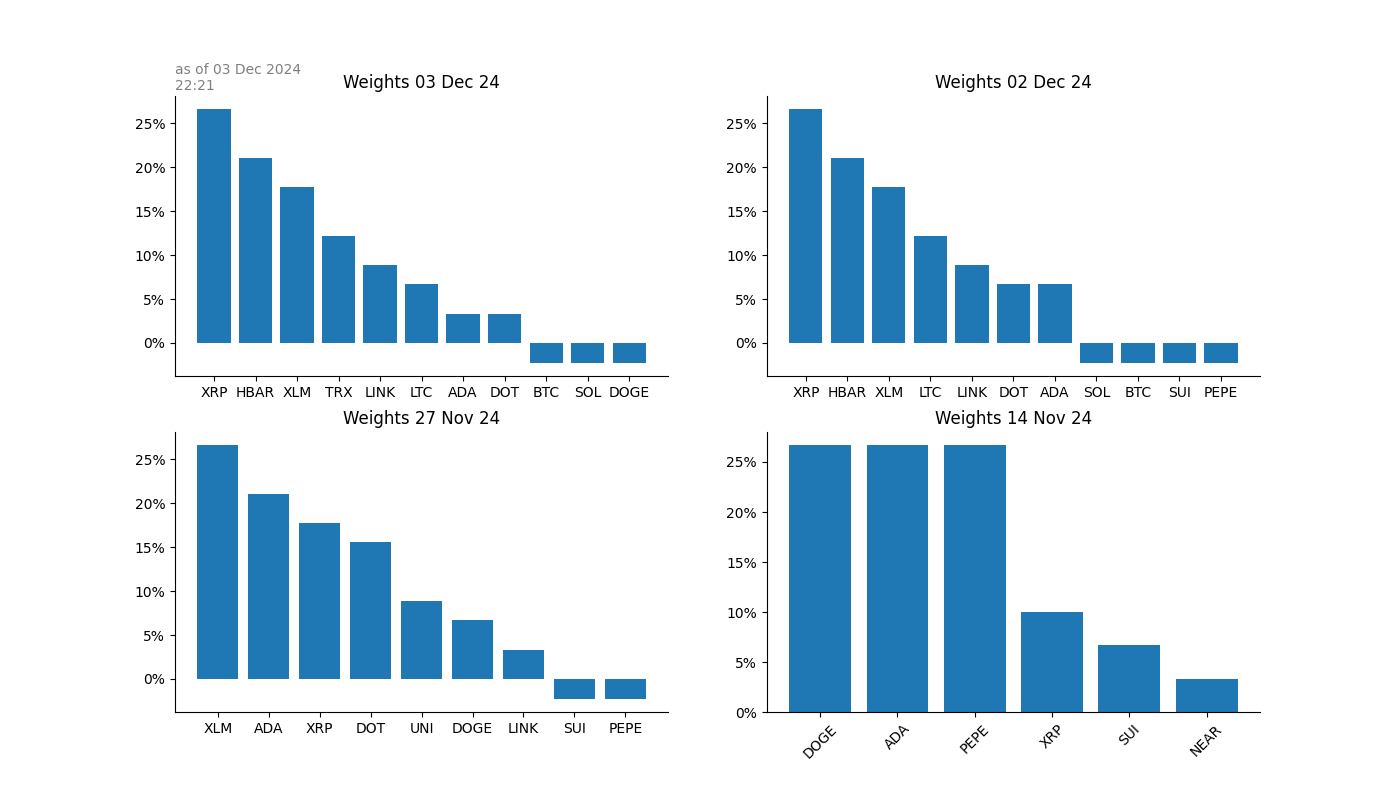 as of 03 Dec 2024
22:21
Weights 03 Dec 24
25%
20%
15%
10%
5%
0%
XRP HBAR XLM TRX LINK LTC ADA DOT BTC SOL DOGE
Weights 02 Dec 24
25%
20%
15%
10%
5%
0%
XRP HBAR XLM LTC LINK DOT ADA SOL BTC SUI PEPE
Weights 27 Nov 24
25%
20%
15%
10%
5%
0%
XLM ADA XRP DOT UNI DOGE LINK SUI PEPE
Weights 14 Nov 24
25%
20%
15%
10%
5%
0%
DOGE ADA PEPE XRP SUI NEAR